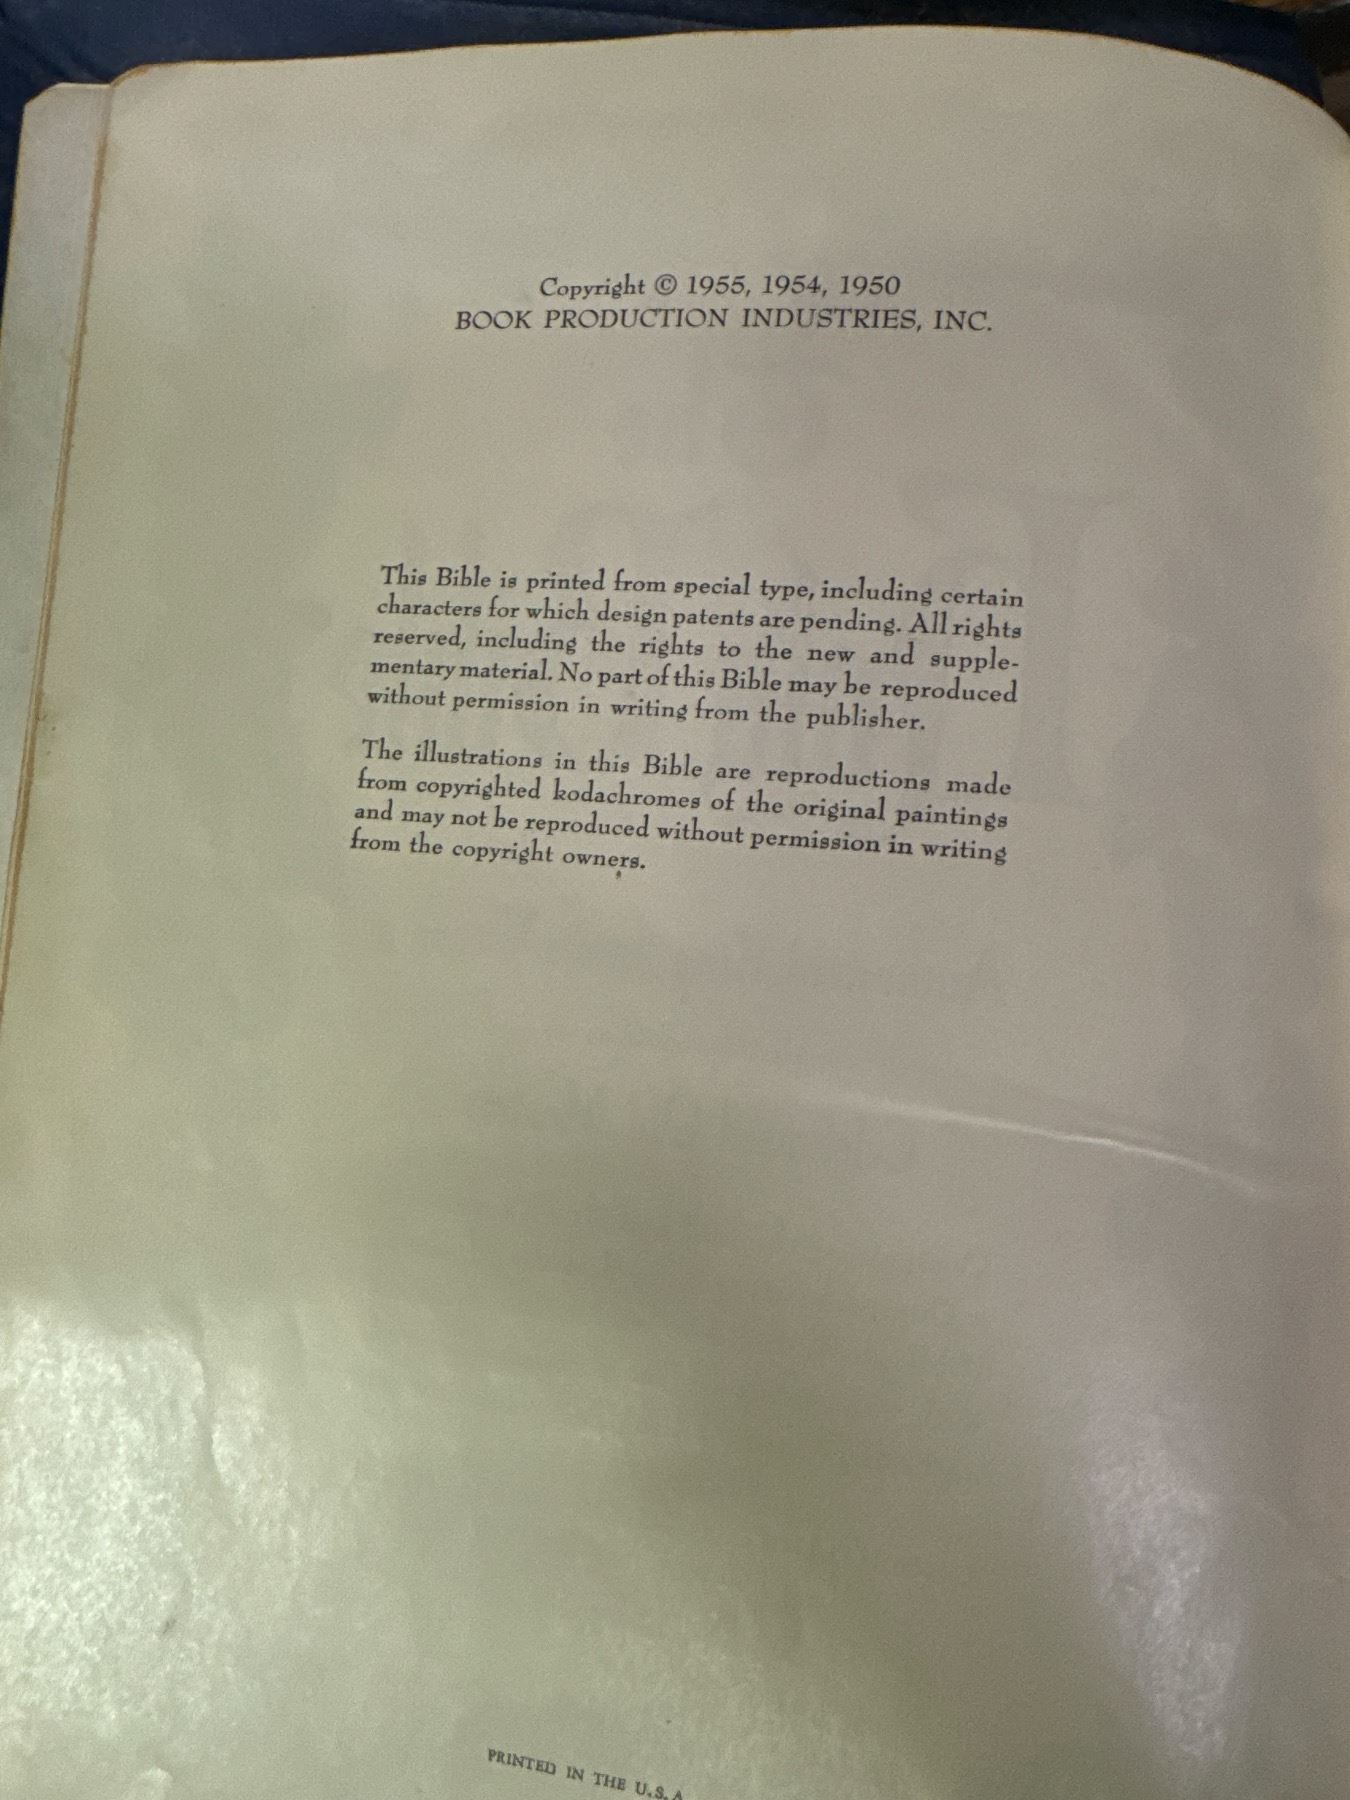 Copyright © 1955, 1954, 1950
BOOK PRODUCTION INDUSTRIES, INC.
This Bible is printed from special type, including certain
characters for which design patents are pending. All rights
reserved, including the rights to the new and supple-
mentary material. No part of this Bible may be reproduced
without permission in writing from the publisher.
The illustrations in this Bible are reproductions made
from copyrighted kodachromes of the original paintings
and may not be reproduced without permission in writing
from the copyright owners.
PRINTED IN THE U.S.A